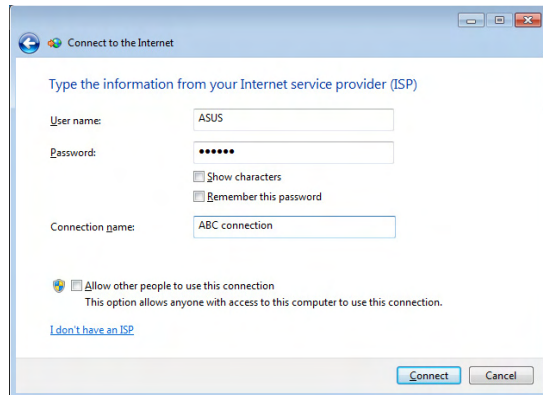 Connect to the Internet
Type the information from your Internet service provider (ISP)
User name: ASUS
Password: ••••••
Show characters
Remember this password
Connection name: ABC connection
Allow other people to use this connection
This option allows anyone with access to this computer to use this connection.
I don't have an ISP
Connect Cancel